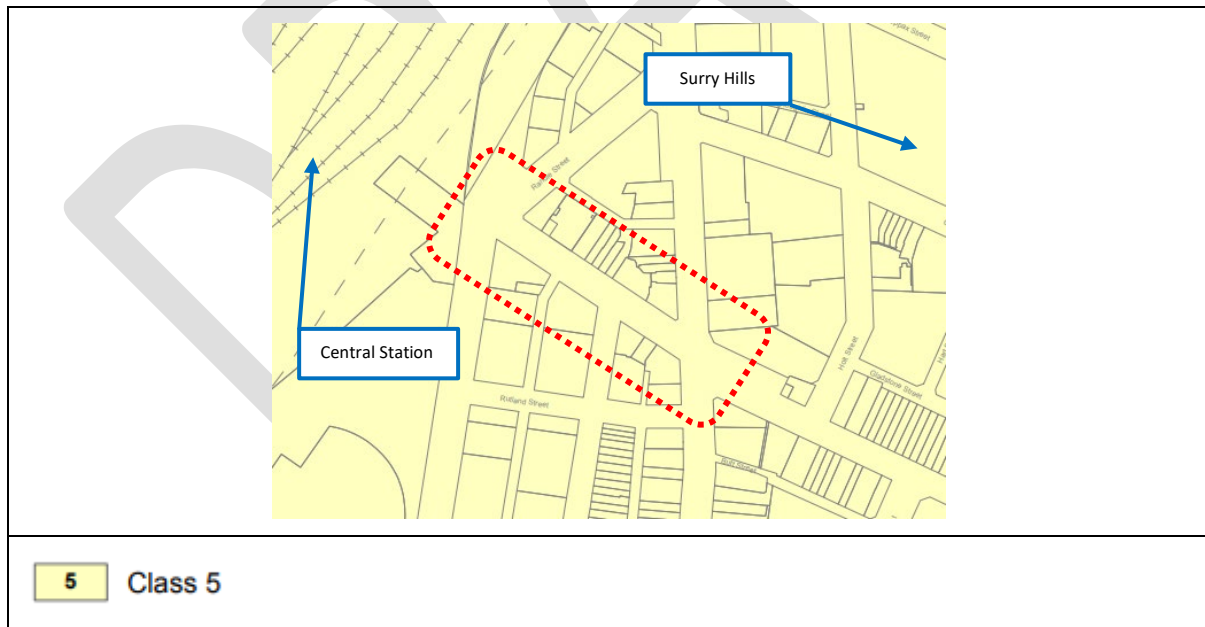 Surry Hills
Central Station
Rutland Street
Holt Street
Gladstone Street
5 Class 5